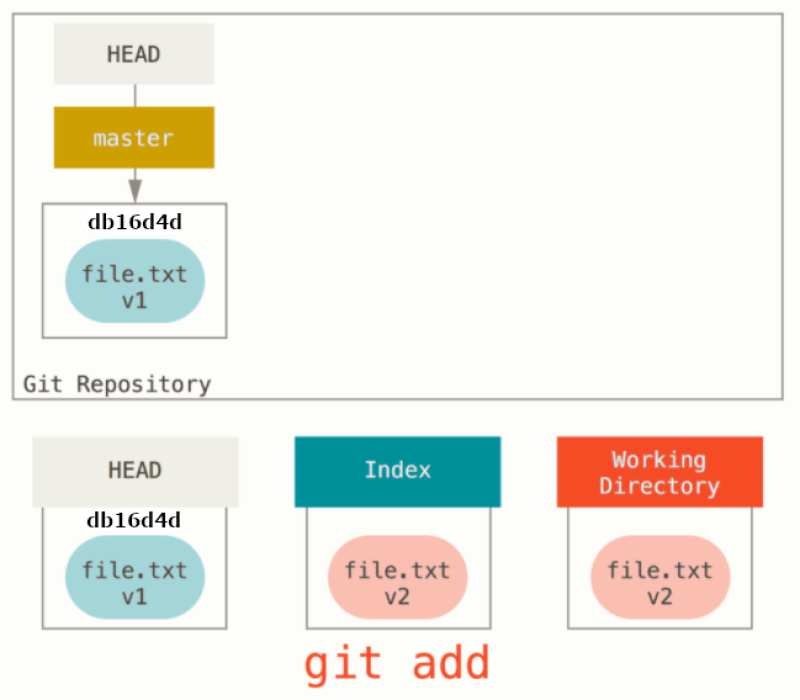 HEAD
master
db16d4d
file.txt
v1
Git Repository
HEAD
Index
Working
Directory
db16d4d
file.txt
v1
file.txt
v2
file.txt
v2
git add